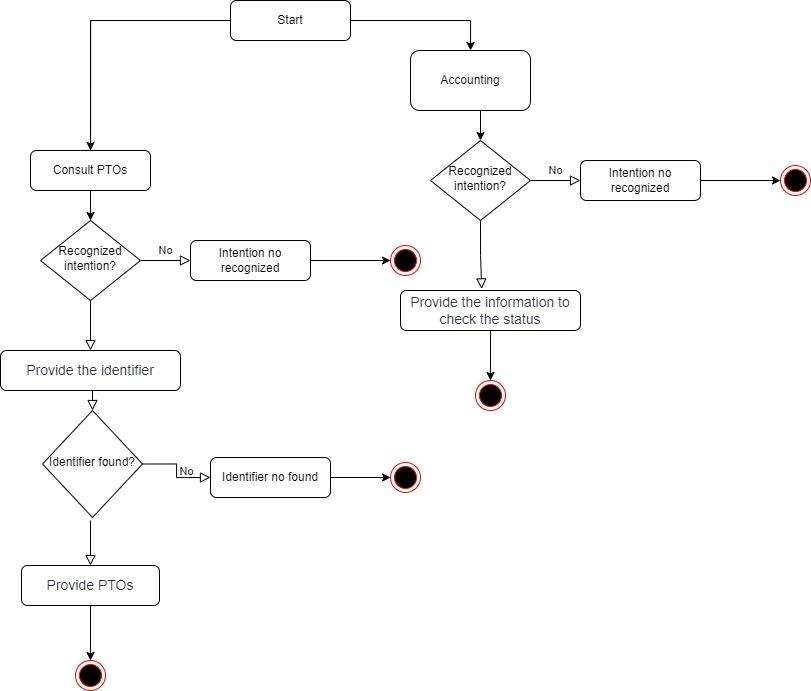 Start
Accounting
Consult PTOs
Recognized
intention?
No
Intention no
recognized
Recognized
intention?
No
Intention no
recognized
Provide the information to
check the status
Provide the identifier
Identifier found?
No
Identifier no found
Provide PTOs